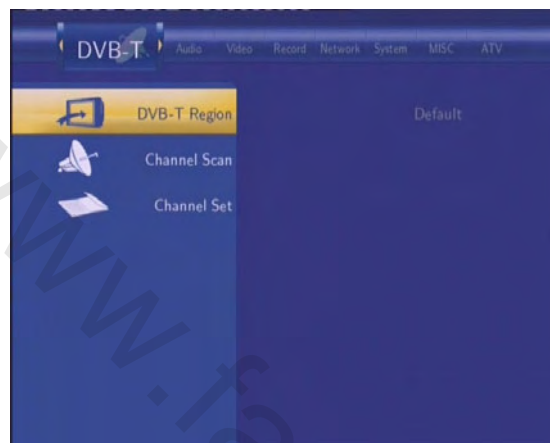 DVB-T Audio Video Record Network System MISC ATV
DVB-T Region Default
Channel Scan
Channel Set